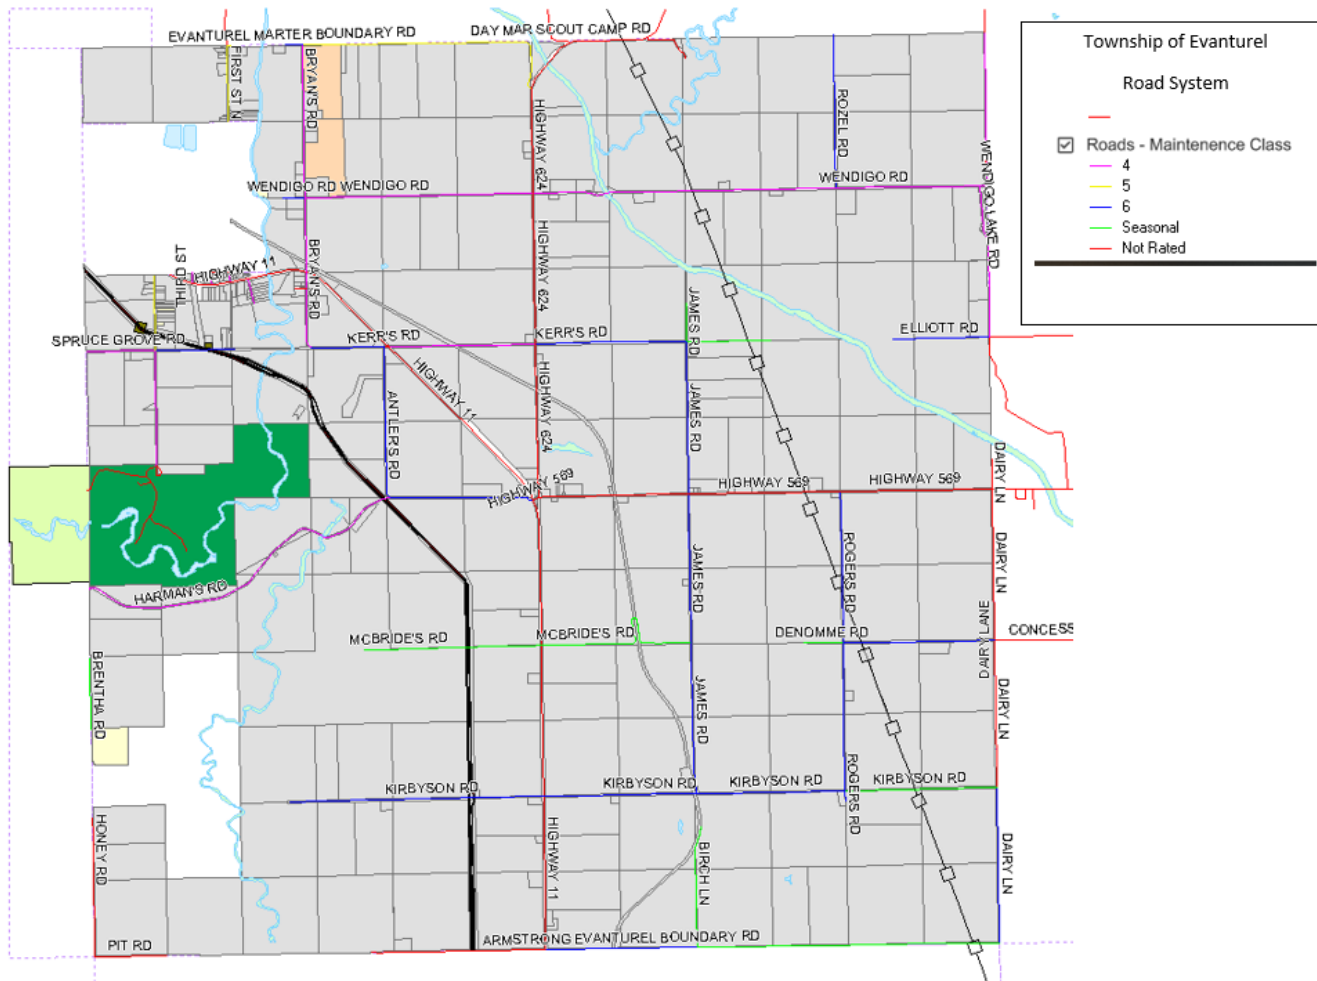 EVANTUREL MARTER BOUNDARY RD
DAY MAR SCOUT CAMP RD
Township of Evanturel
Road System
Roads - Maintenence Class
4
5
6
Seasonal
Not Rated
FIRST ST N
BRYAN'S RD
HIGHWAY 624
ROZEL RD
WENDIGO LAKE RD
WENDIGO RD
WENDIGO RD
WENDIGO RD
THIRD ST
HIGHWAY 11
BRYAN'S RD
HIGHWAY 624
JAMES RD
SPRUCE GROVE RD
KERR'S RD
KERR'S RD
ELLIOTT RD
HIGHWAY 11
HIGHWAY 624
ANTLER'S RD
JAMES RD
DAIRY LN
HIGHWAY 569
HIGHWAY 569
HIGHWAY 569
HARMAN'S RD
JAMES RD
ROGERS RD
DAIRY LN
DAIRY LANE
MCBRIDE'S RD
MCBRIDE'S RD
DENOMME RD
CONCESS
BRENTHA RD
JAMES RD
DAIRY LN
KIRBYSON RD
KIRBYSON RD
KIRBYSON RD
KIRBYSON RD
ROGERS RD
HONEY RD
HIGHWAY 11
BIRCH LN
DAIRY LN
PIT RD
ARMSTRONG EVANTUREL BOUNDARY RD